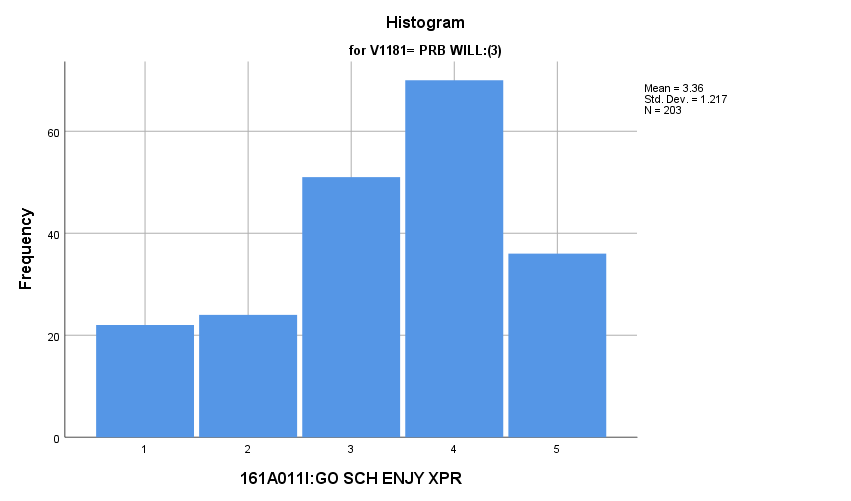 Histogram
for V1181= PRB WILL:(3)
Mean = 3.36
Std. Dev. = 1.217
N = 203
60
40
20
0
Frequency
1 2 3 4 5
161A011I:GO SCH ENJY XPR